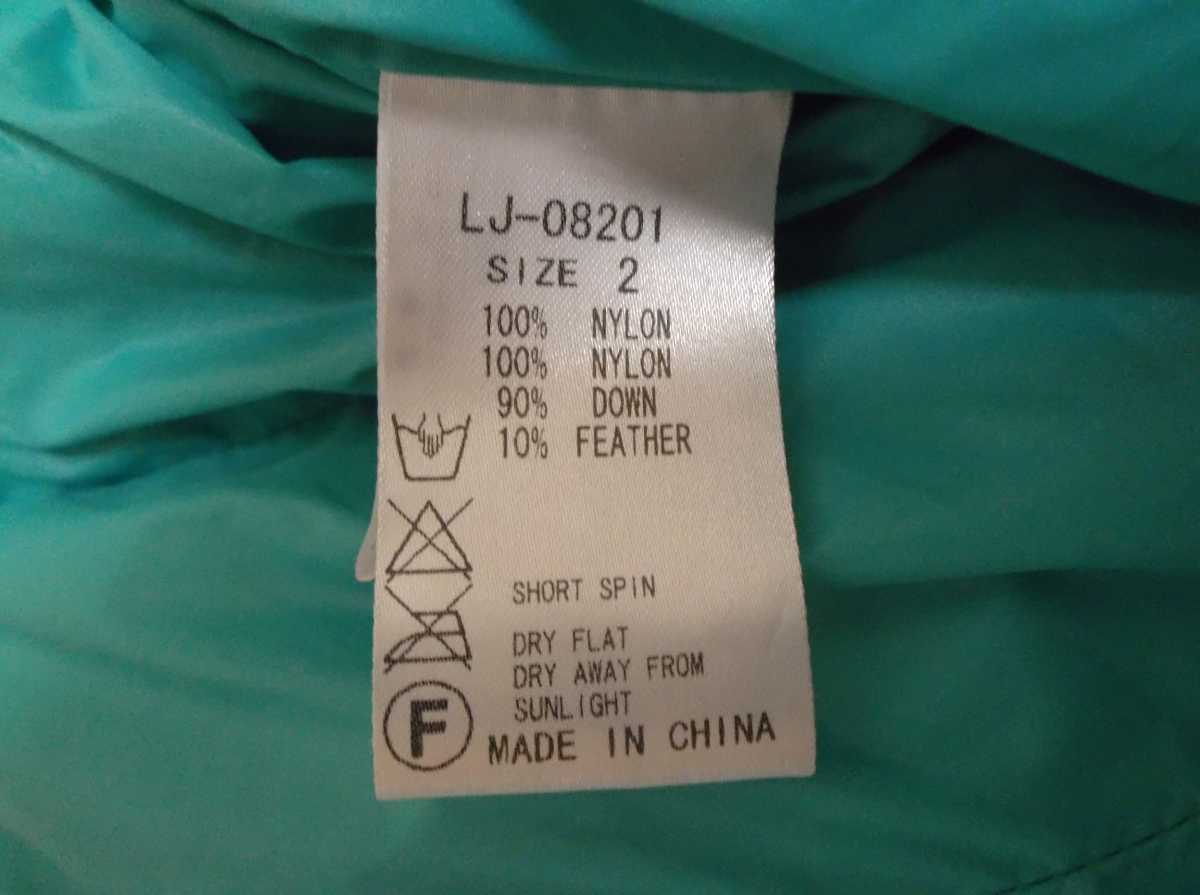 LJ-08201
SIZE 2
100% NYLON
100% NYLON
90% DOWN
10% FEATHER
SHORT SPIN
DRY FLAT
DRY AWAY FROM
SUNLIGHT
F
MADE IN CHINA